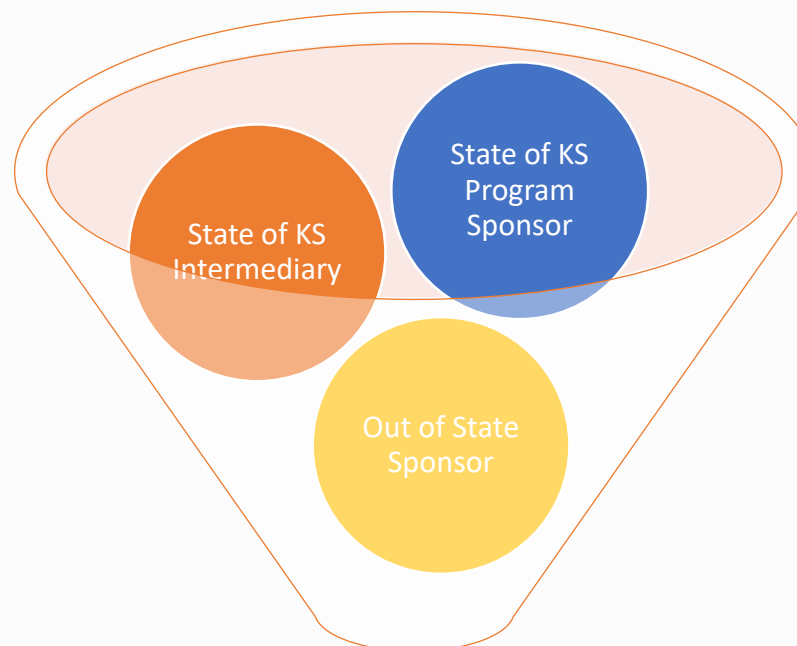 State of KS
Program
Sponsor
State of KS
Intermediary
Out of State
Sponsor